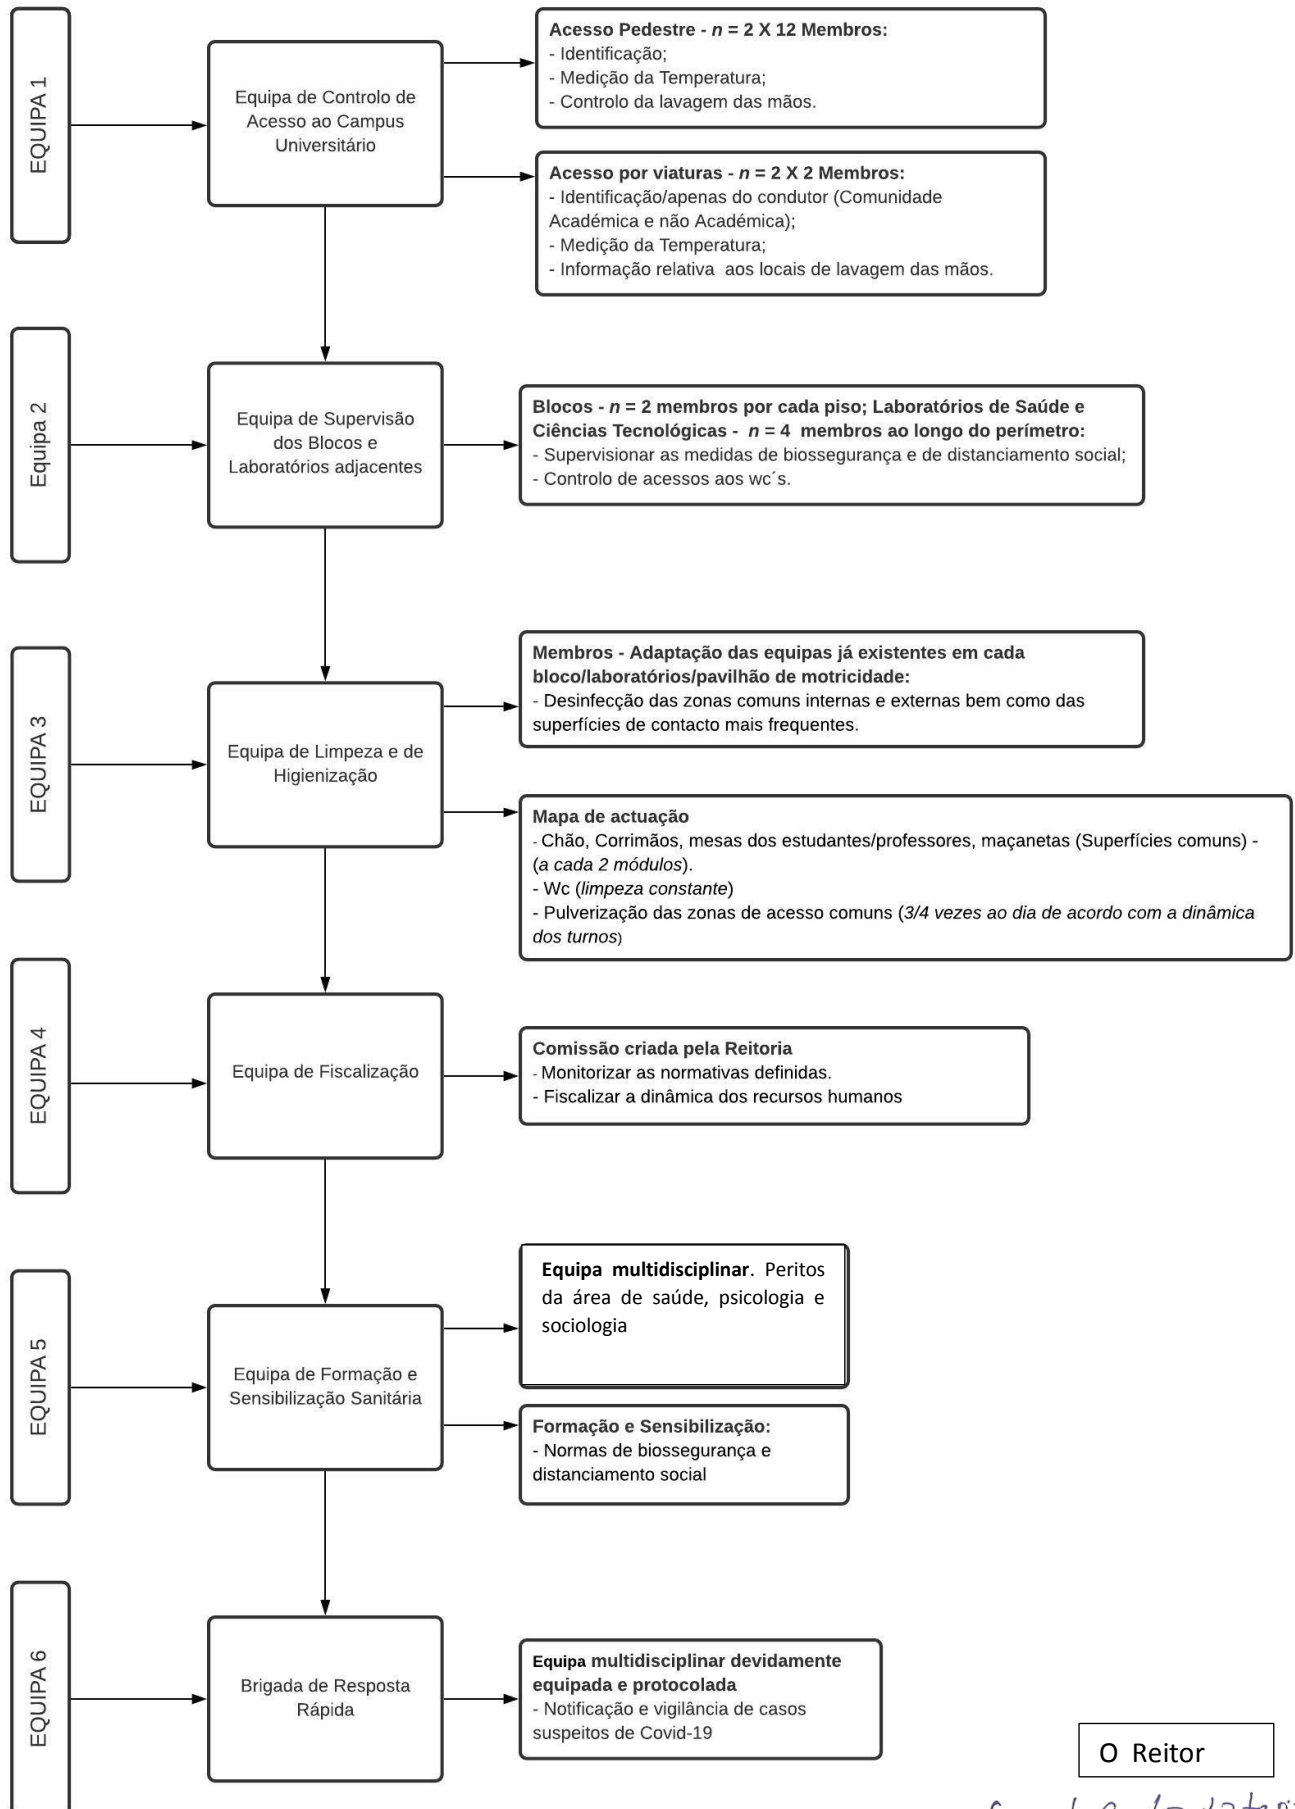 EQUIPA 1
Equipa de Controlo de
Acesso ao Campus
Universitário
Acesso Pedestre - n = 2 X 12 Membros:
- Identificação;
- Medição da Temperatura;
- Controlo da lavagem das mãos.
Acesso por viaturas - n = 2 X 2 Membros:
- Identificação/apenas do condutor (Comunidade
Académica e não Académica);
- Medição da Temperatura;
- Informação relativa aos locais de lavagem das mãos.
Equipa 2
Equipa de Supervisão
dos Blocos e
Laboratórios adjacentes
Blocos - n = 2 membros por cada piso; Laboratórios de Saúde e
Ciências Tecnológicas - n = 4 membros ao longo do perímetro:
- Supervisionar as medidas de biossegurança e de distanciamento social;
- Controlo de acessos aos wc´s.
EQUIPA 3
Equipa de Limpeza e de
Higienização
Membros - Adaptação das equipas já existentes em cada
bloco/laboratórios/pavilhão de motricidade:
- Desinfecção das zonas comuns internas e externas bem como das
superfícies de contacto mais frequentes.
Mapa de actuação
- Chão, Corrimãos, mesas dos estudantes/professores, maçanetas (Superfícies comuns) -
(a cada 2 módulos).
- Wc (limpeza constante)
- Pulverização das zonas de acesso comuns (3/4 vezes ao dia de acordo com a dinâmica
dos turnos)
EQUIPA 4
Equipa de Fiscalização
Comissão criada pela Reitoria
- Monitorizar as normativas definidas.
- Fiscalizar a dinâmica dos recursos humanos
EQUIPA 5
Equipa de Formação e
Sensibilização Sanitária
Equipa multidisciplinar. Peritos
da área de saúde, psicologia e
sociologia
Formação e Sensibilização:
- Normas de biossegurança e
distanciamento social
EQUIPA 6
Brigada de Resposta
Rápida
Equipa multidisciplinar devidamente
equipada e protocolada
- Notificação e vigilância de casos
suspeitos de Covid-19
O Reitor